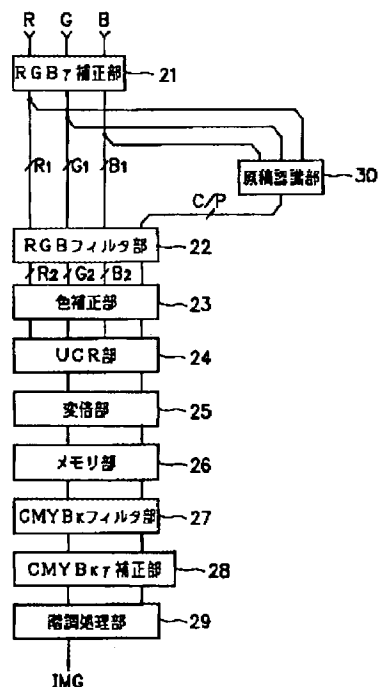 R G B
RGBγ補正部 21
R1 G1 B1
原稿認識部 30
C/P
RGBフィルタ部 22
R2 G2 B2
色補正部 23
UCR部 24
変倍部 25
メモリ部 26
CMYBKフィルタ部 27
CMYBKγ補正部 28
階調処理部 29
IMG